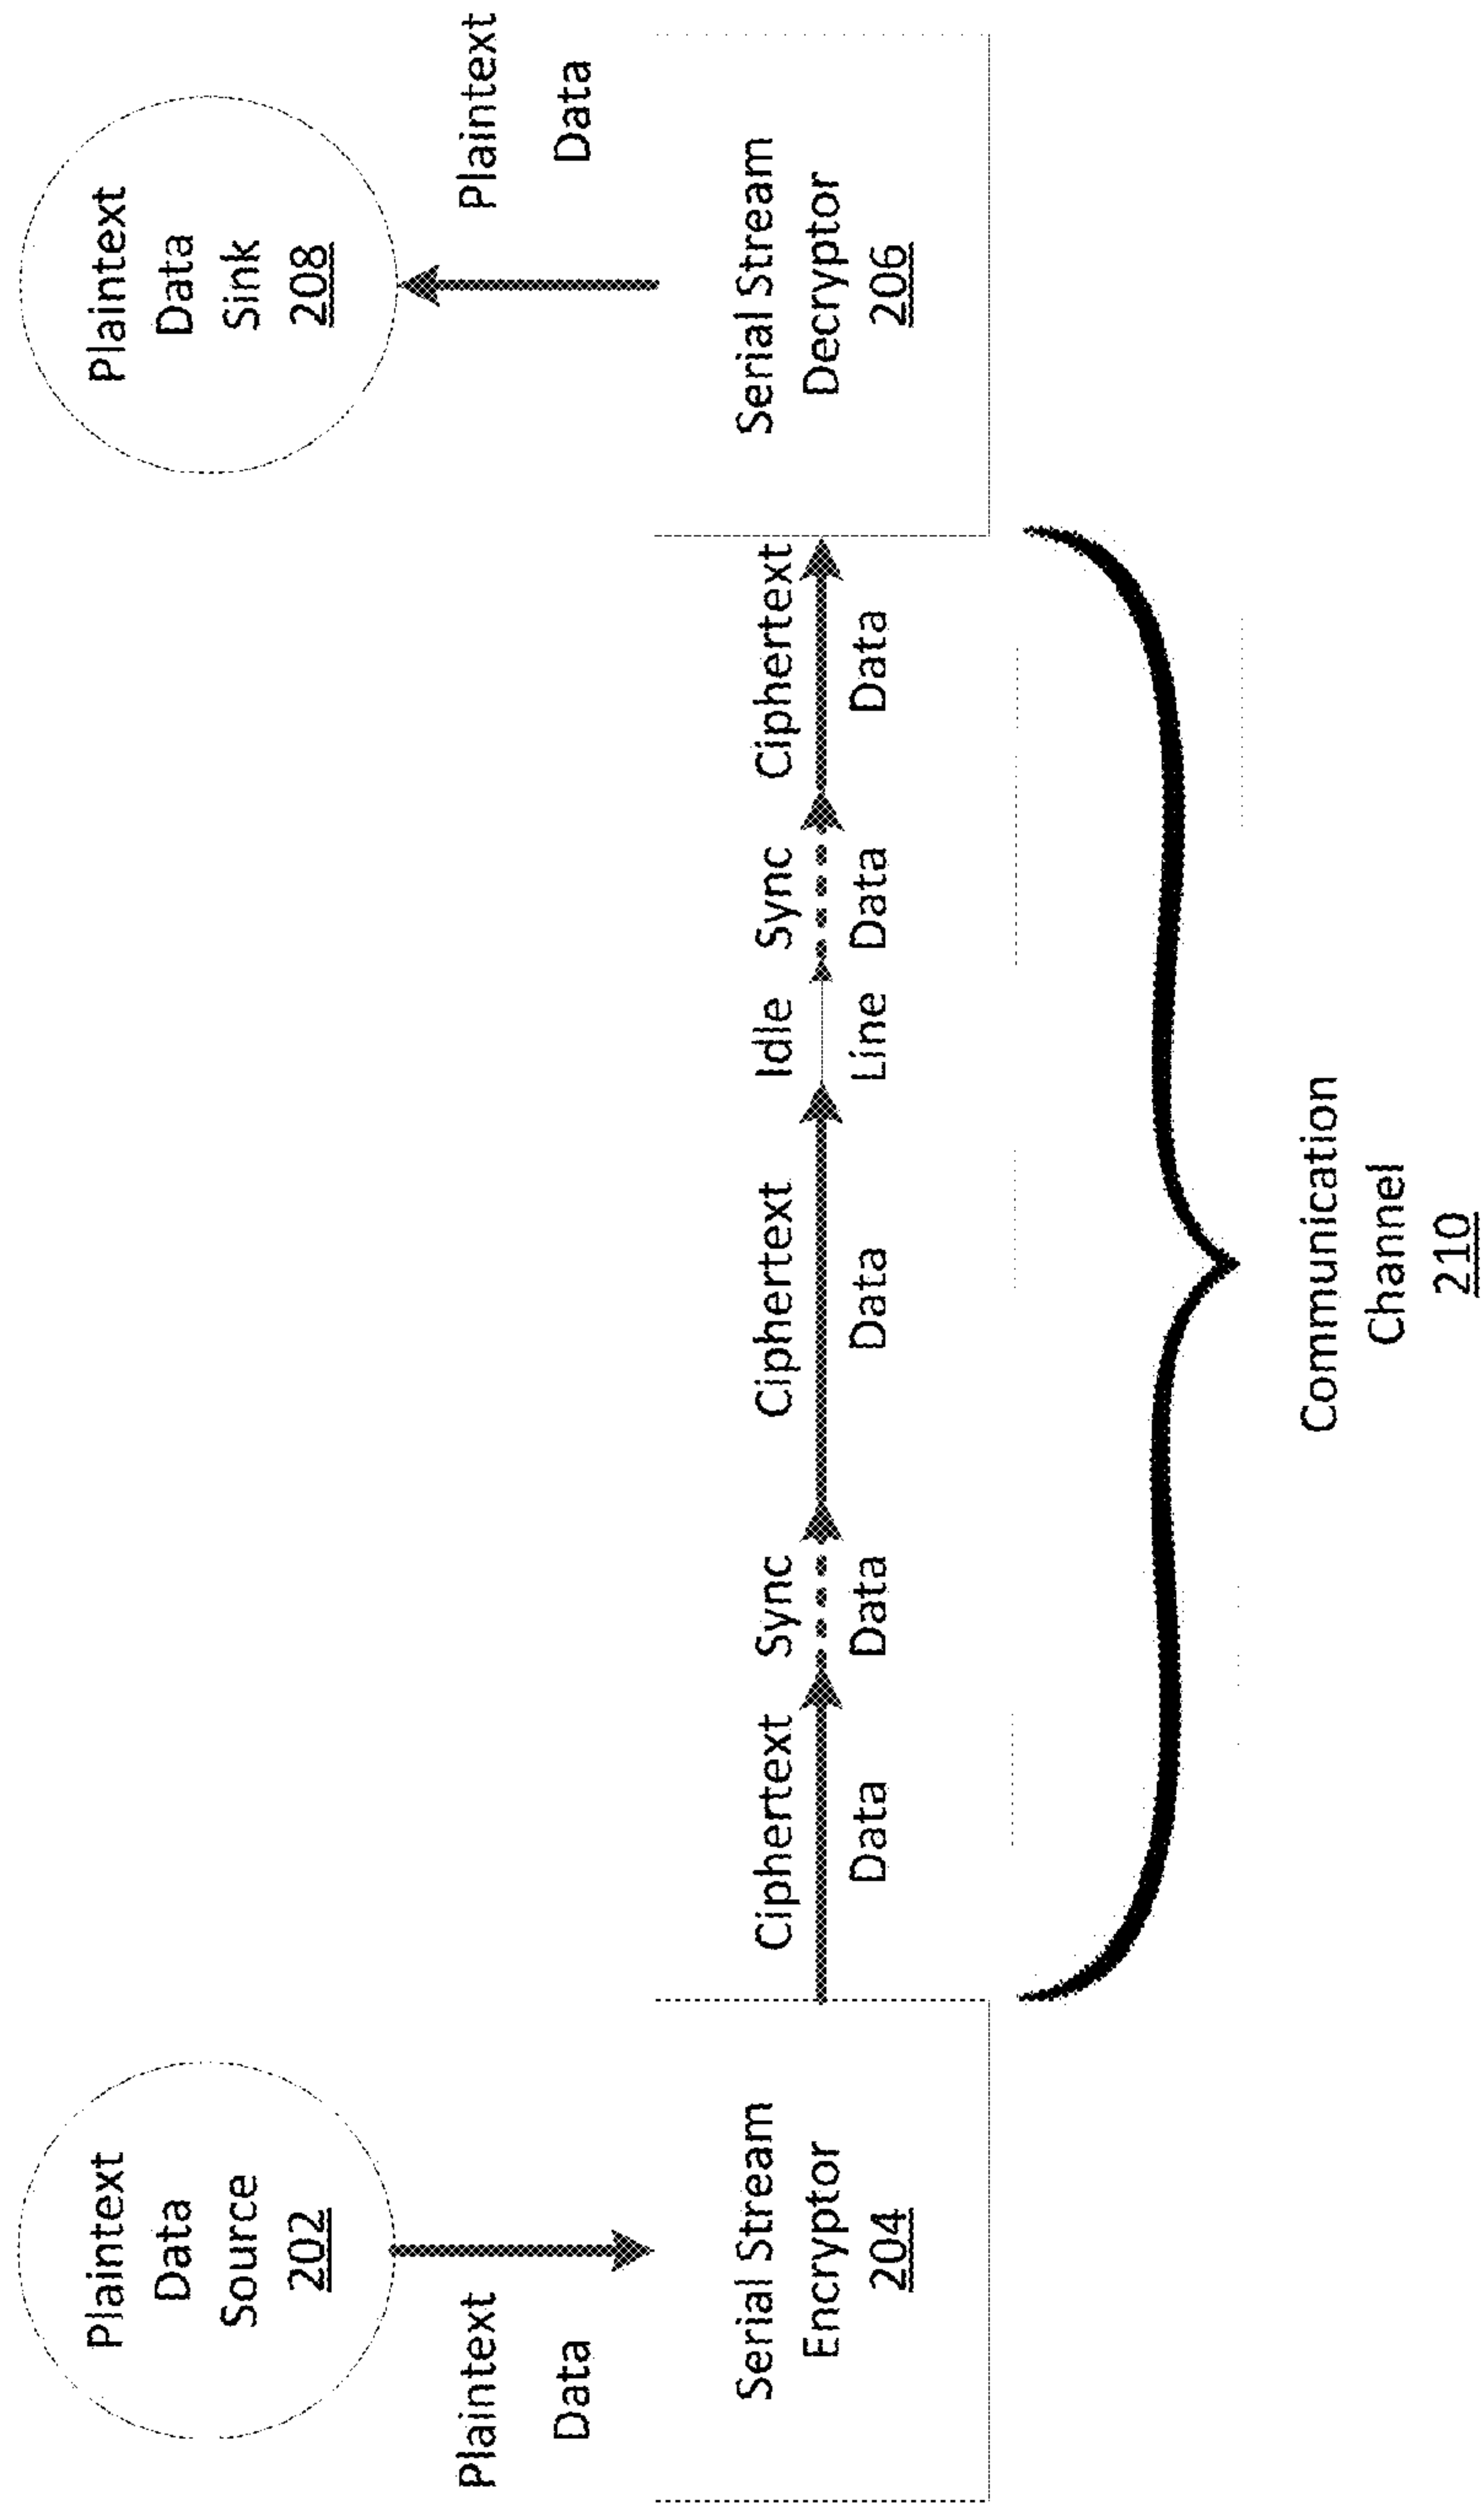 Plaintext
Data
Source
202
Plaintext
Data
Sink
208
Plaintext
Data
Plaintext
Data
Serial Stream
Encryptor
204
Ciphertext Sync Ciphertext Idle Sync Ciphertext
Data Data Data Line Data Data
Serial Stream
Decryptor
206
Communication
Channel
210